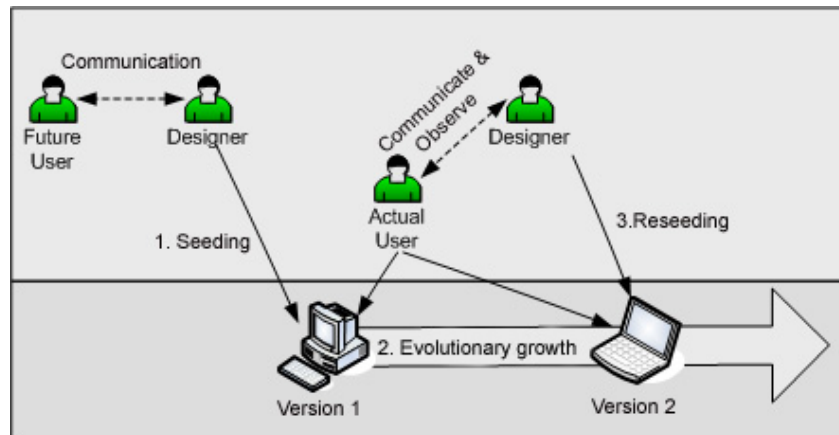 Communication
Future
User
Designer
Communicate &
Observe
Designer
Actual
User
1. Seeding
3.Reseeding
2. Evolutionary growth
Version 1
Version 2